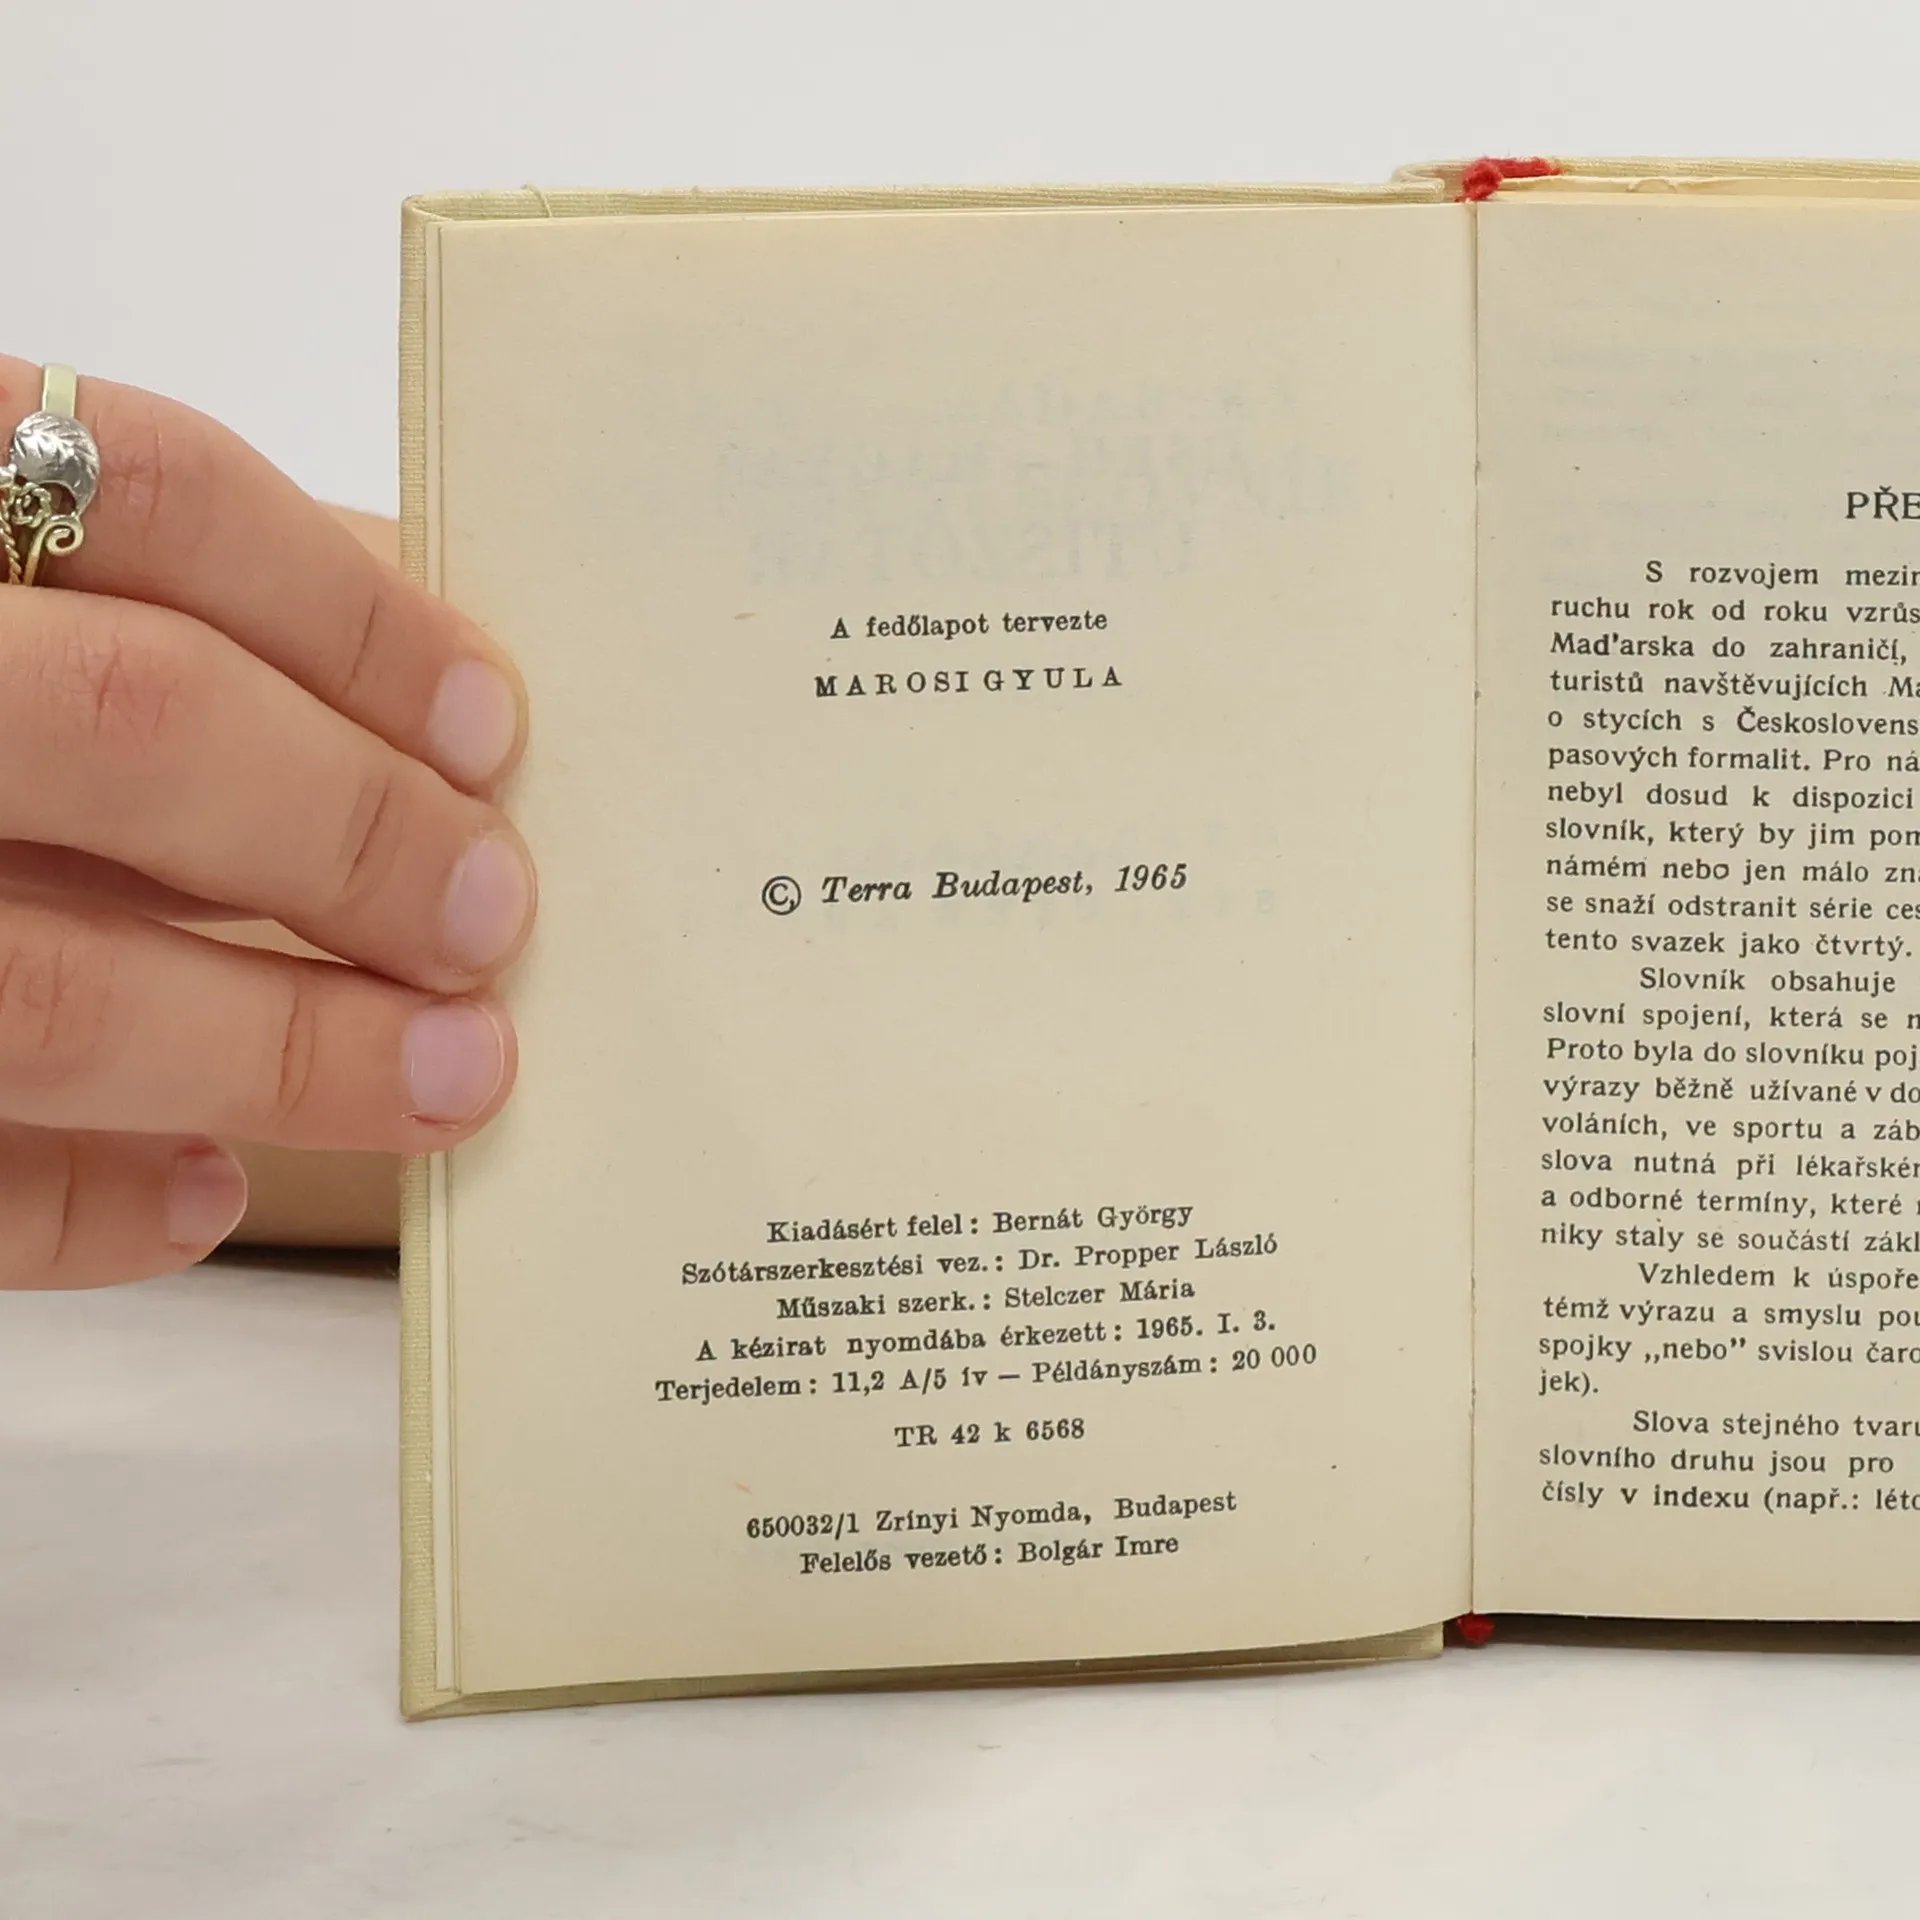 A fedőlapot tervezte
MAROSI GYULA
© Terra Budapest, 1965
Kiadásért felel: Bernát György
Szótárszerkesztési vez.: Dr. Propper László
Műszaki szerk.: Stelczer Mária
A kézirat nyomdába érkezett: 1965. I. 3.
Terjedelem: 11,2 A/5 ív — Példányszám: 20 000
TR 42 k 6568
650032/1 Zrínyi Nyomda, Budapest
Felelős vezető: Bolgár Imre
S rozvojem
ruchu rok od roku
Maďarska do zahraničí,
turistů navštěvujících
o stycích s
pasových formalit. Pro
nebyl dosud k dispozici
slovník, který by jim
námém nebo jen málo
se snaží odstranit série
tento svazek jako čtvrtý.
Slovník obsahuje
slovní spojení, která se
Proto byla do slovníku
výrazy běžně užívané v
voláních, ve sportu a
slova nutná při
a odborné termíny, které
niky staly se součástí
Vzhledem k
témž výrazu a smyslu
spojky „nebo” svislou
jek).
Slova stejného
slovního druhu jsou pro
čísly v indexu (např.: